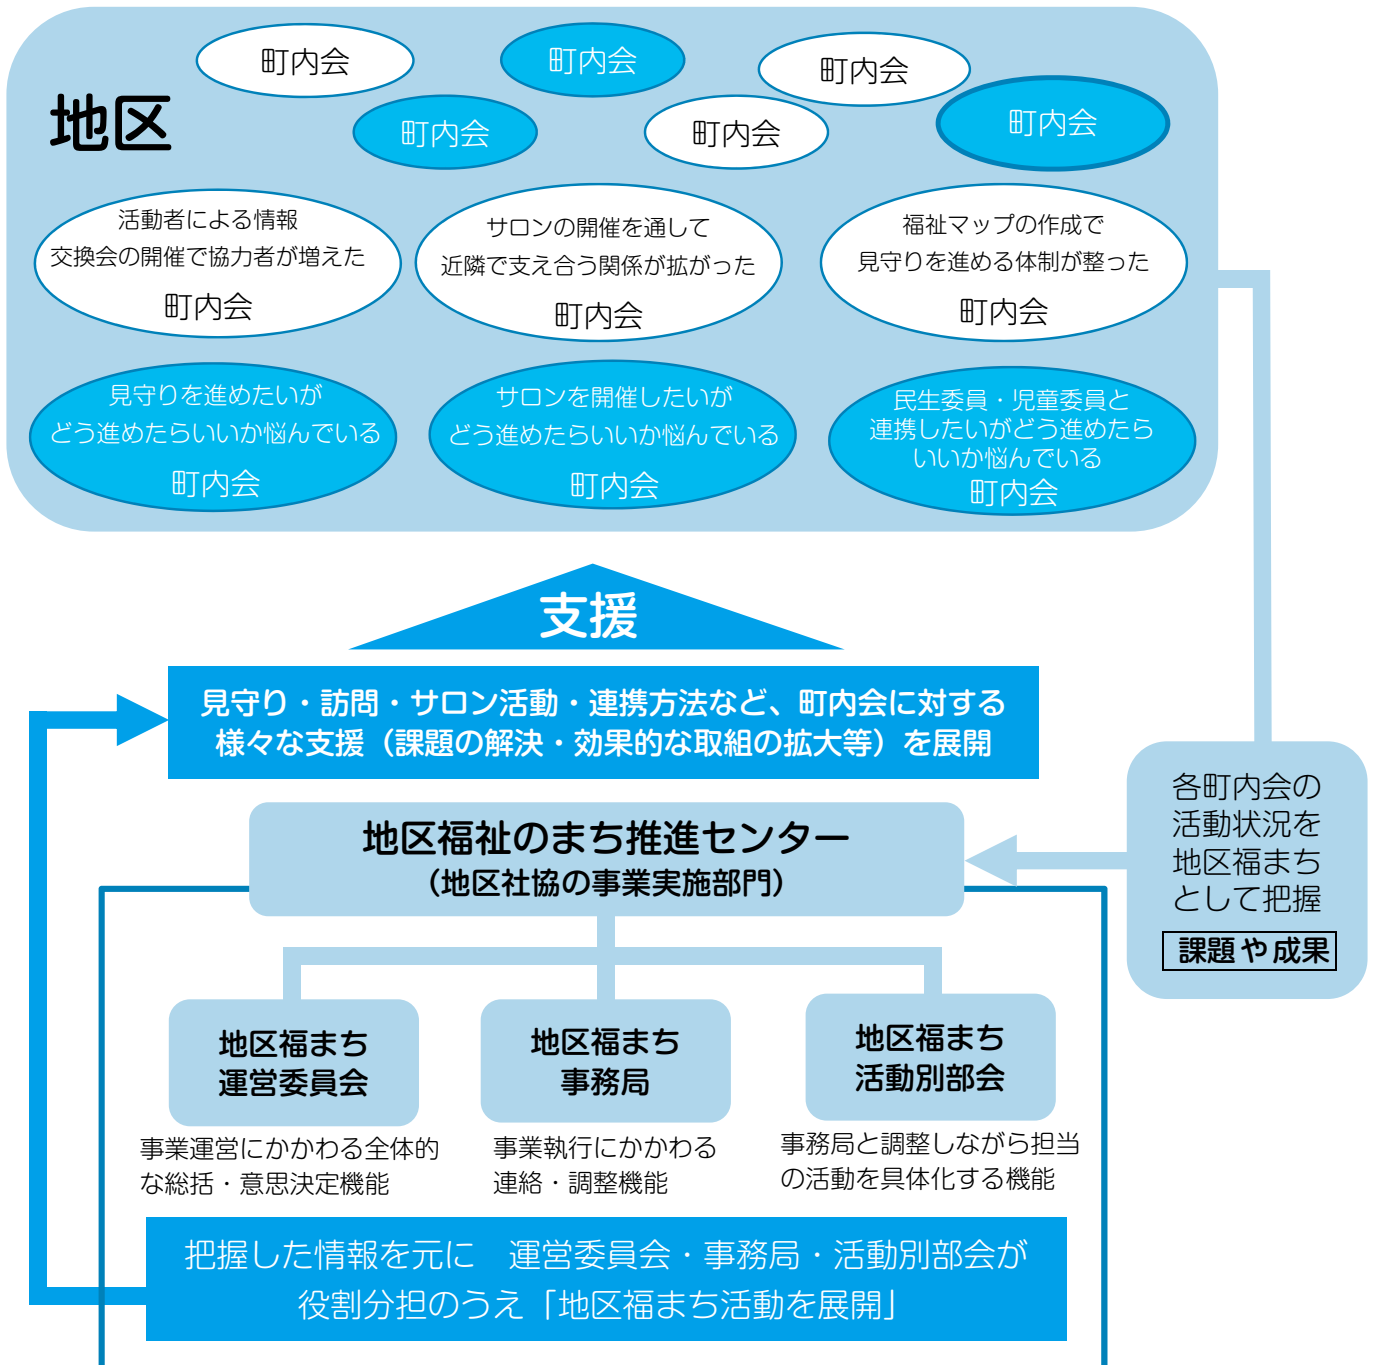 町内会
町内会
町内会
地区
町内会
町内会
町内会
活動者による情報
交換会の開催で協力者が増えた
町内会
サロンの開催を通して
近隣で支え合う関係が拡がった
町内会
福祉マップの作成で
見守りを進める体制が整った
町内会
見守りを進めたいが
どう進めたらいいか悩んでいる
町内会
サロンを開催したいが
どう進めたらいいか悩んでいる
町内会
民生委員・児童委員と
連携したいがどう進めたら
いいか悩んでいる
町内会
支援
見守り・訪問・サロン活動・連携方法など、町内会に対する
様々な支援（課題の解決・効果的な取組の拡大等）を展開
各町内会の
活動状況を
地区福まち
として把握
課題や成果
地区福祉のまち推進センター
（地区社協の事業実施部門）
地区福まち
運営委員会
事業運営にかかわる全体的
な総括・意思決定機能
地区福まち
事務局
事業執行にかかわる
連絡・調整機能
地区福まち
活動別部会
事務局と調整しながら担当
の活動を具体化する機能
把握した情報を元に　運営委員会・事務局・活動別部会が
役割分担のうえ「地区福まち活動を展開」